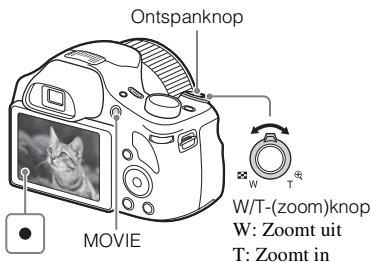 Ontspanknop
W T
W/T-(zoom)knop
W: Zoomt uit
T: Zoomt in
MOVIE